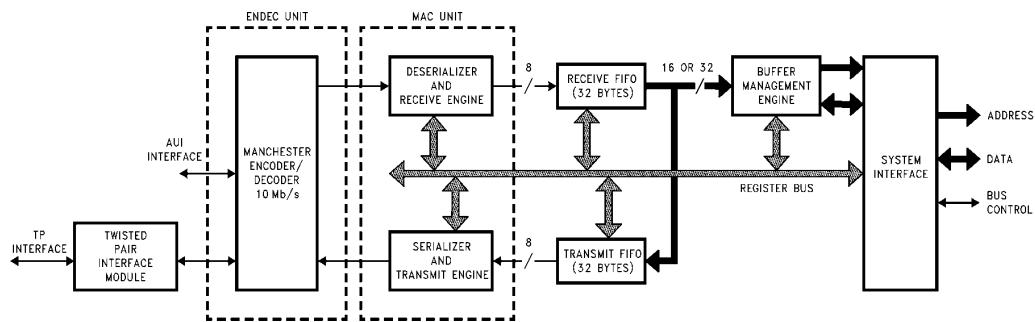 ENDEC UNIT
MAC UNIT
DESERIALIZER
AND
RECEIVE ENGINE
8
RECEIVE FIFO
(32 BYTES)
16 OR 32
BUFFER
MANAGEMENT
ENGINE
ADDRESS
AUI
INTERFACE
MANCHESTER
ENCODER/
DECODER
10 Mb/s
SYSTEM
INTERFACE
DATA
REGISTER BUS
BUS
CONTROL
TP
INTERFACE
TWISTED
PAIR
INTERFACE
MODULE
SERIALIZER
AND
TRANSMIT ENGINE
8
TRANSMIT FIFO
(32 BYTES)